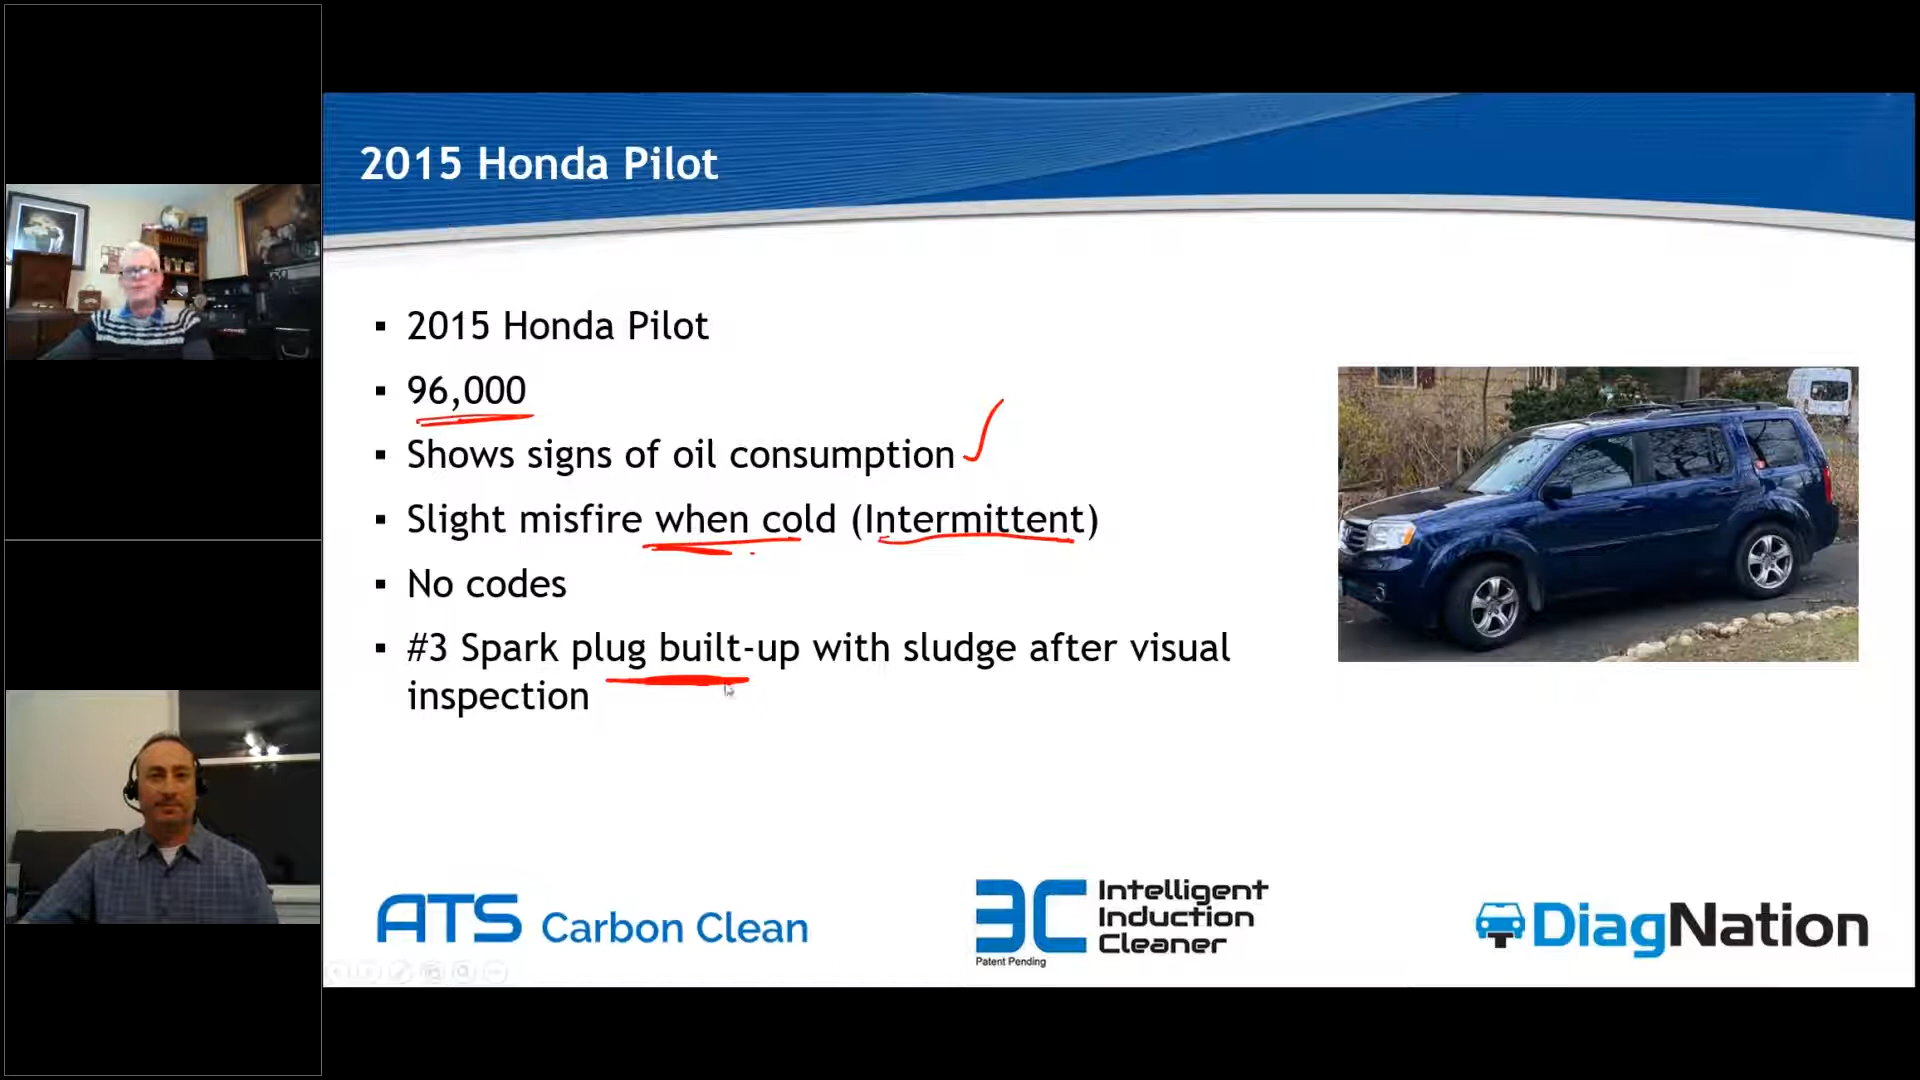 2015 Honda Pilot
2015 Honda Pilot
96,000
Shows signs of oil consumption
Slight misfire when cold (Intermittent)
No codes
#3 Spark plug built-up with sludge after visual
inspection
ATS Carbon Clean
3C
Intelligent
Induction
Cleaner
Patent Pending
DiagNation